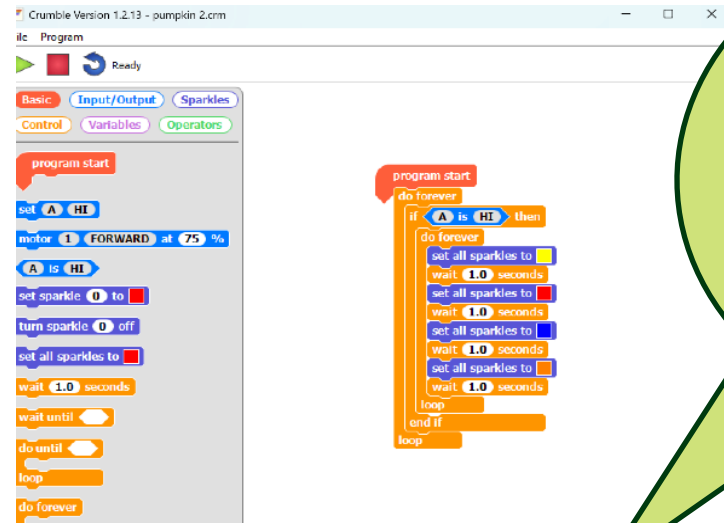 Crumble Version 1.2.13 - pumpkin 2.crm
ile Program
Ready
Basic Input/Output Sparkles
Control Variables Operators
program start
set A HI
motor 1 FORWARD at 75 %
A is HI
set sparkle 0 to
turn sparkle 0 off
set all sparkles to
wait 1.0 seconds
wait until
do until
loop
do forever
program start
do forever
if A is HI then
do forever
set all sparkles to
wait 1.0 seconds
set all sparkles to
wait 1.0 seconds
set all sparkles to
wait 1.0 seconds
set all sparkles to
wait 1.0 seconds
loop
end if
loop